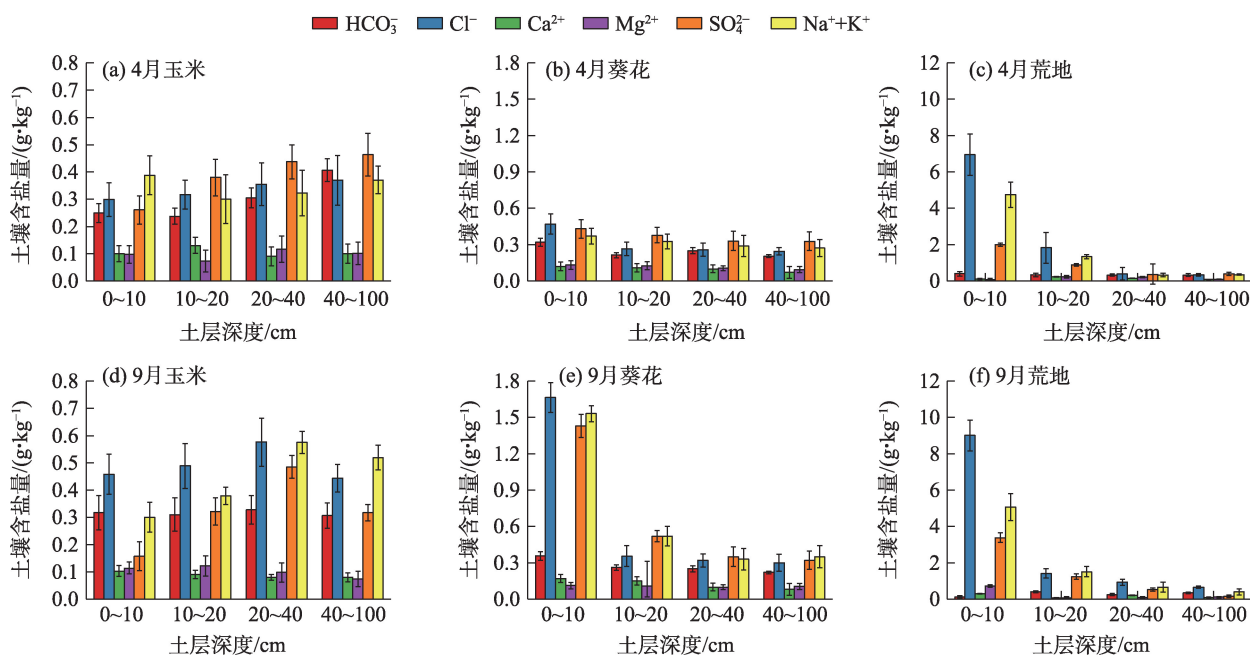 HCO₃⁻ Cl⁻ Ca²⁺ Mg²⁺ SO₄²⁻ Na⁺+K⁺
(a) 4月玉米
土壤含盐量/(g•kg⁻¹)
0.8
0.7
0.6
0.5
0.4
0.3
0.2
0.1
0.0
0~10 10~20 20~40 40~100
土层深度/cm
(b) 4月葵花
土壤含盐量/(g•kg⁻¹)
1.8
1.5
1.2
0.9
0.6
0.3
0.0
0~10 10~20 20~40 40~100
土层深度/cm
(c) 4月荒地
土壤含盐量/(g•kg⁻¹)
12
10
8
6
4
2
0
0~10 10~20 20~40 40~100
土层深度/cm
(d) 9月玉米
土壤含盐量/(g•kg⁻¹)
0.8
0.7
0.6
0.5
0.4
0.3
0.2
0.1
0.0
0~10 10~20 20~40 40~100
土层深度/cm
(e) 9月葵花
土壤含盐量/(g•kg⁻¹)
1.8
1.5
1.2
0.9
0.6
0.3
0.0
0~10 10~20 20~40 40~100
土层深度/cm
(f) 9月荒地
土壤含盐量/(g•kg⁻¹)
12
10
8
6
4
2
0
0~10 10~20 20~40 40~100
土层深度/cm